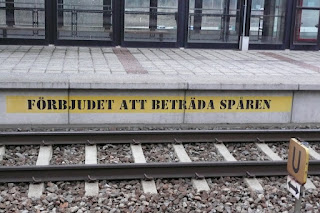 FÖRBJUDET ATT BETRÄDA SPÅREN
U